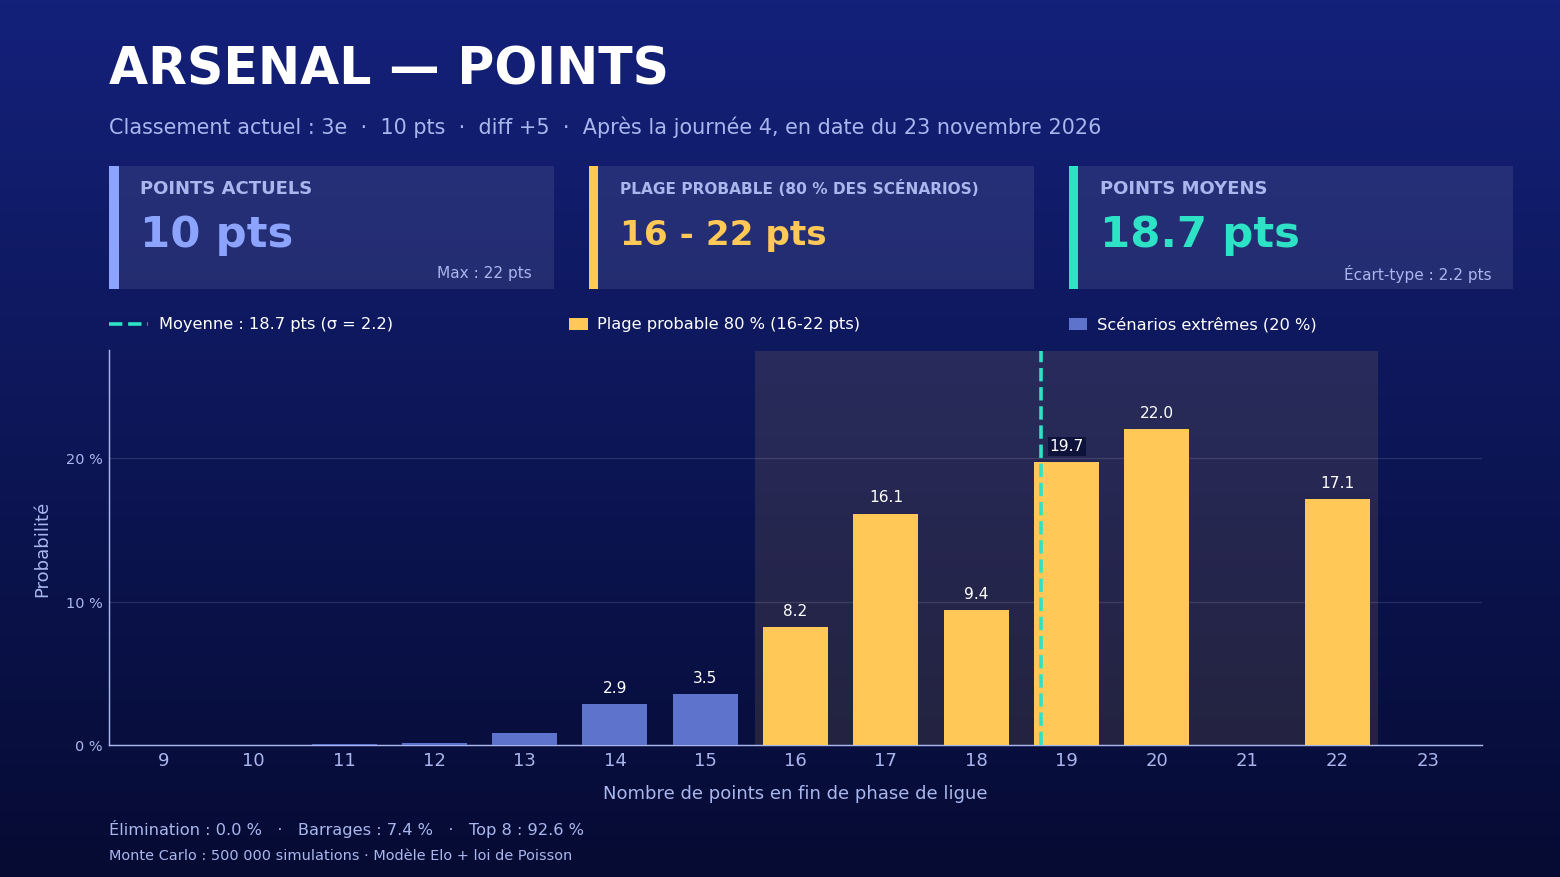 ARSENAL — POINTS
Classement actuel : 3e · 10 pts · diff +5 · Après la journée 4, en date du 23 novembre 2026
POINTS ACTUELS
10 pts
Max : 22 pts
PLAGE PROBABLE (80 % DES SCÉNARIOS)
16 - 22 pts
POINTS MOYENS
18.7 pts
Écart-type : 2.2 pts
Moyenne : 18.7 pts (σ = 2.2)
Plage probable 80 % (16-22 pts)
Scénarios extrêmes (20 %)
Probabilité
20 %
10 %
0 %
2.9
3.5
8.2
16.1
9.4
19.7
22.0
17.1
9 10 11 12 13 14 15 16 17 18 19 20 21 22 23
Nombre de points en fin de phase de ligue
Élimination : 0.0 % · Barrages : 7.4 % · Top 8 : 92.6 %
Monte Carlo : 500 000 simulations · Modèle Elo + loi de Poisson